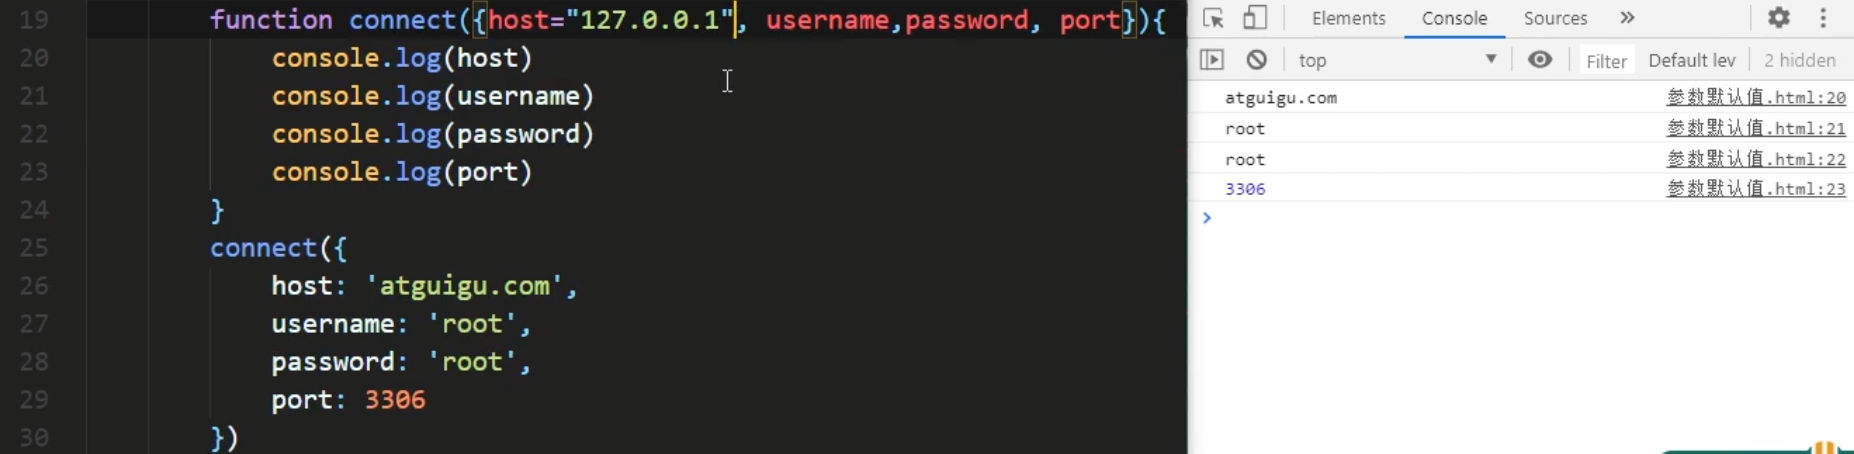 19 function connect({host="127.0.0.1", username,password, port}){
20 console.log(host)
21 console.log(username)
22 console.log(password)
23 console.log(port)
24 }
25 connect({
26 host: 'atguigu.com',
27 username: 'root',
28 password: 'root',
29 port: 3306
30 })
Elements Console Sources »
top Filter Default lev 2 hidden
atguigu.com 参数默认值.html:20
root 参数默认值.html:21
root 参数默认值.html:22
3306 参数默认值.html:23
>